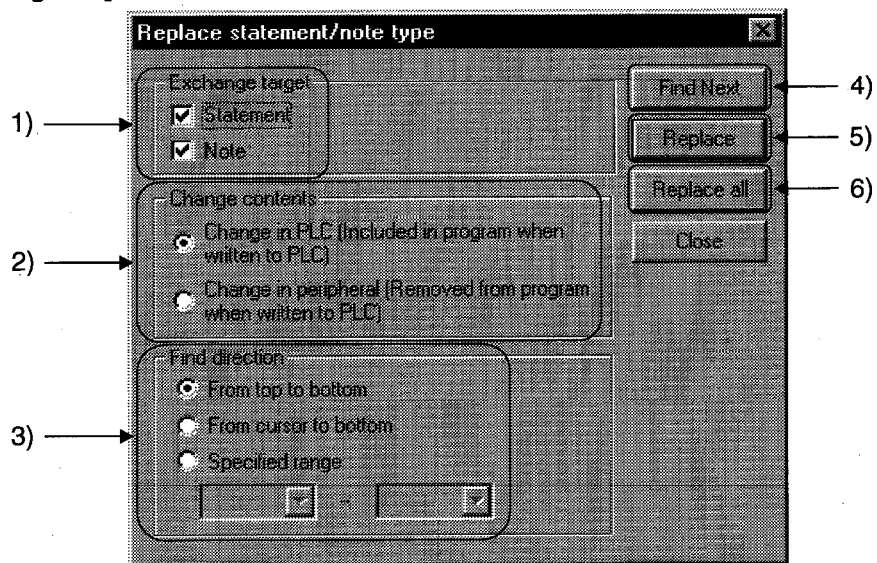 Replace statement/note type
Exchange target
Statement
Note
1)
Change contents
Change in PLC (Included in program when
written to PLC)
Change in peripheral (Removed from program
when written to PLC)
2)
Find direction
From top to bottom
From cursor to bottom
Specified range
-
3)
Find Next
4)
Replace
5)
Replace all
6)
Close